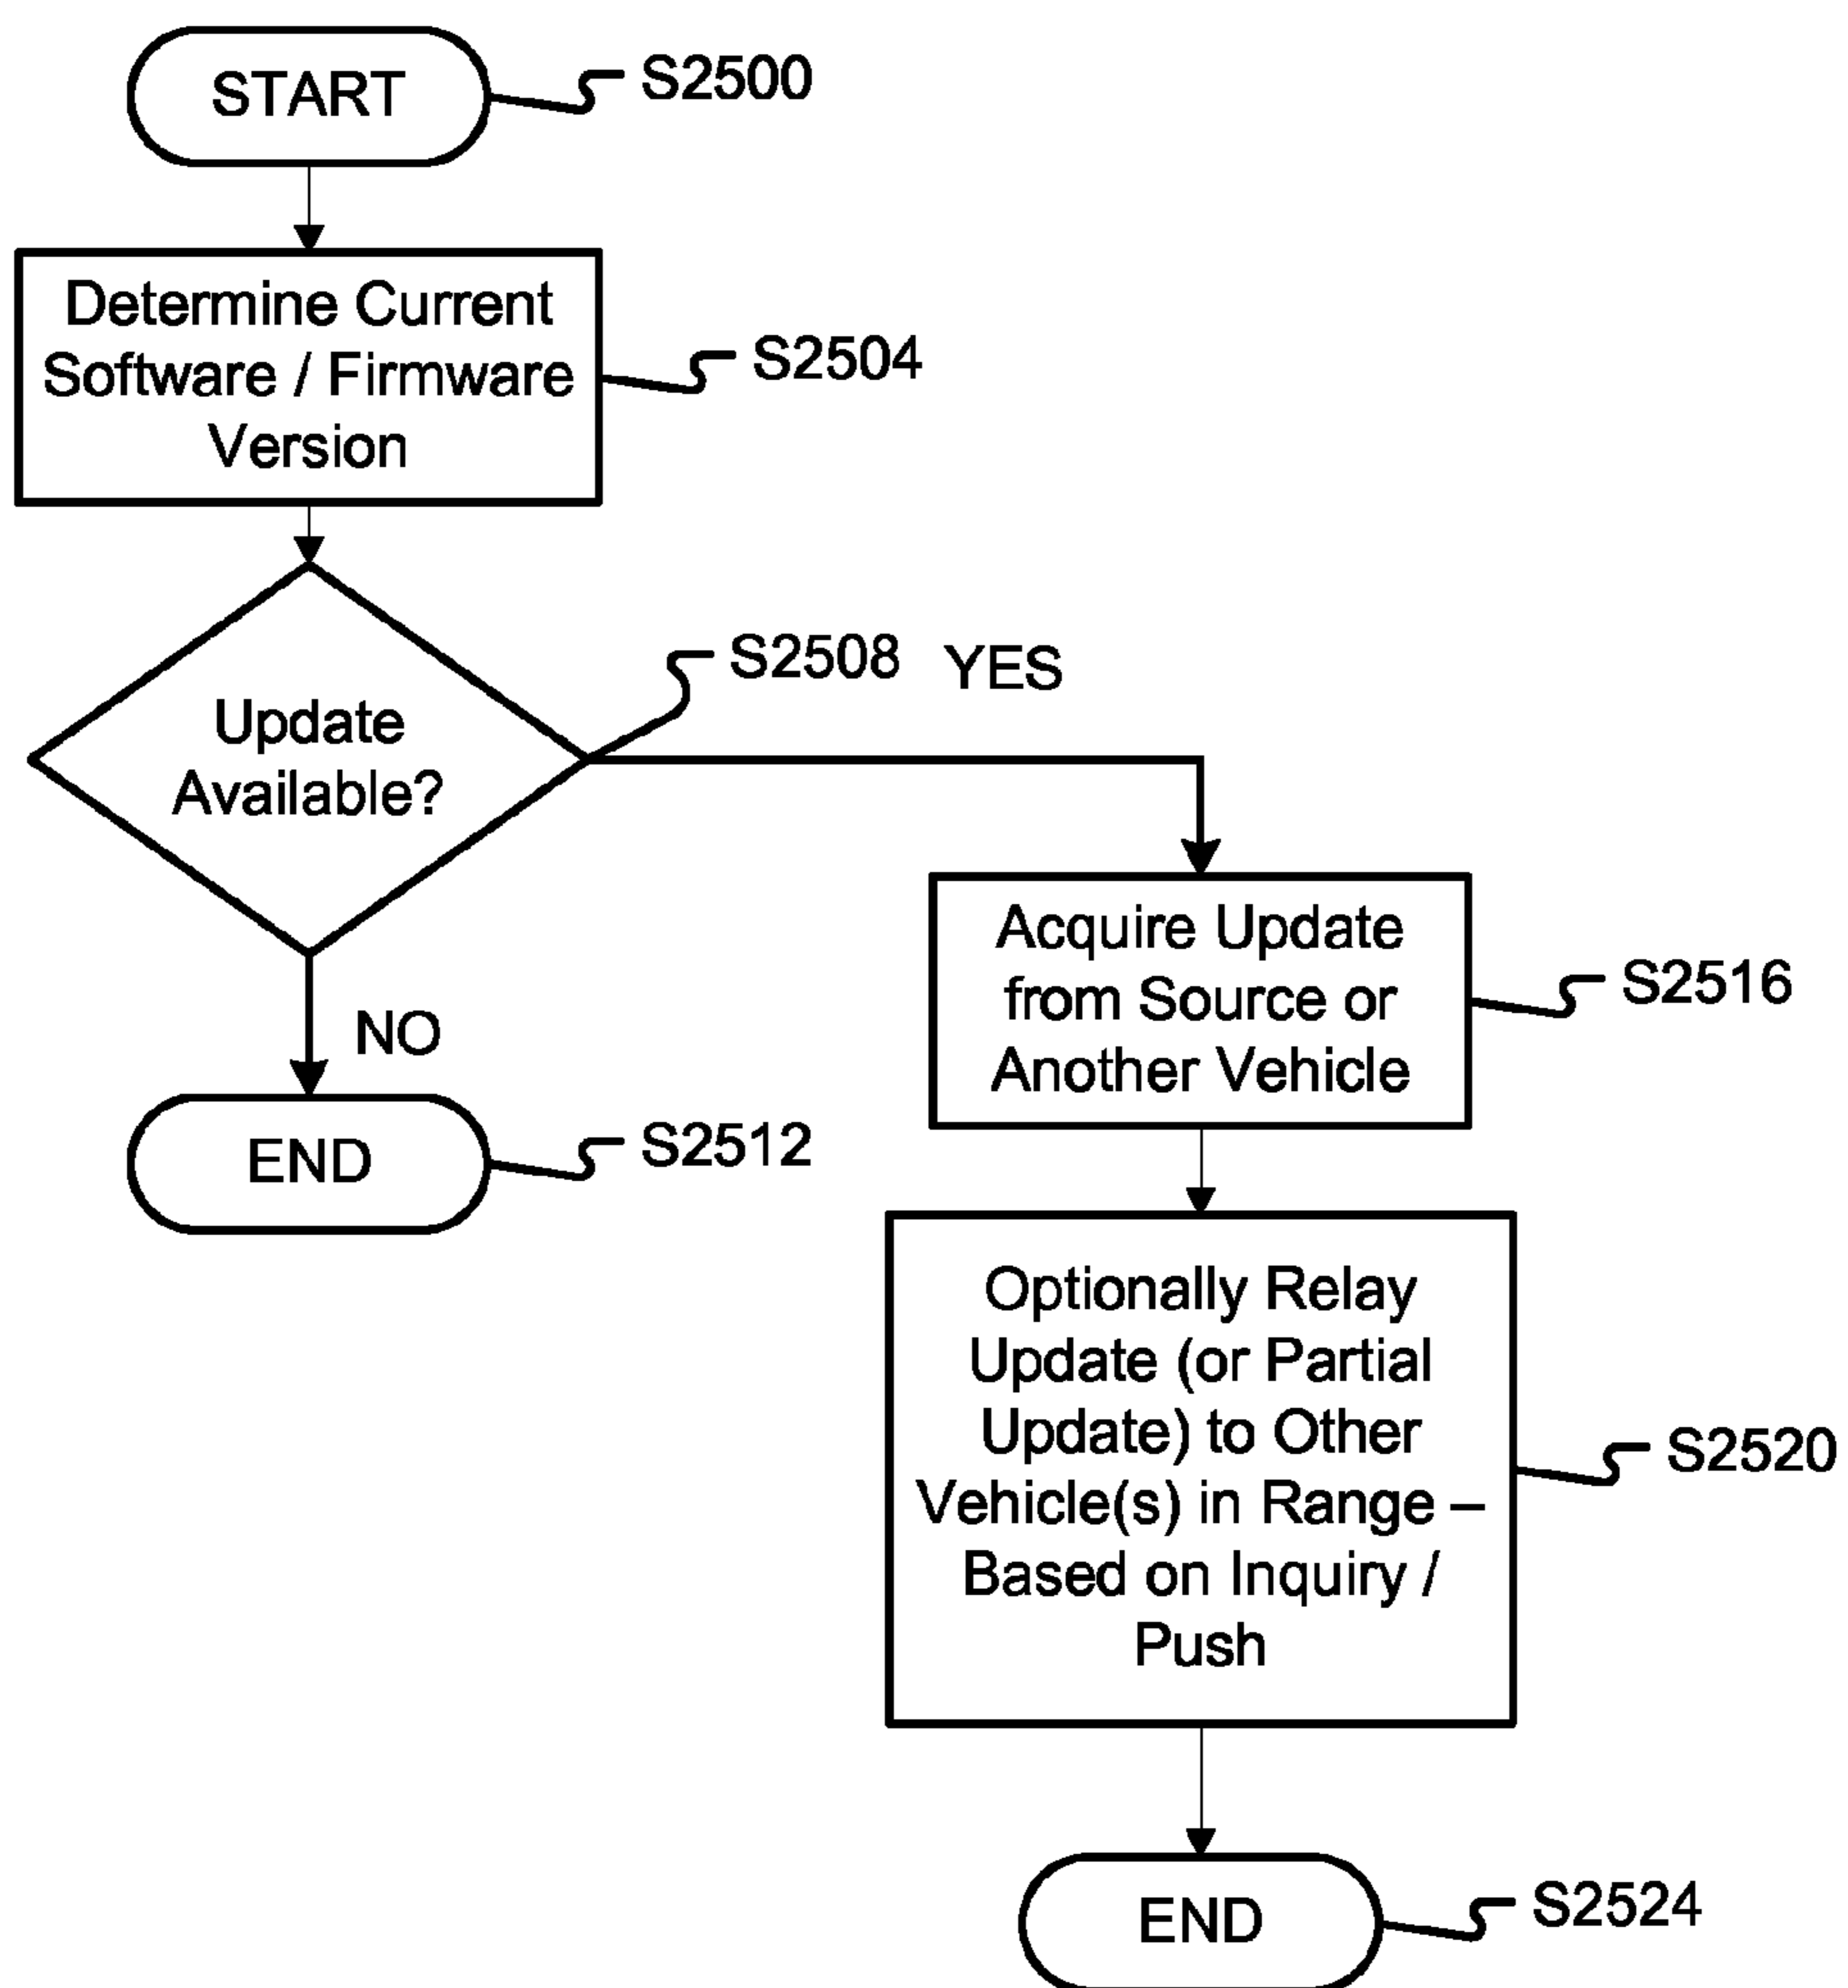 START
S2500
Determine Current
Software / Firmware
Version
S2504
Update
Available?
S2508
YES
NO
END
S2512
Acquire Update
from Source or
Another Vehicle
S2516
Optionally Relay
Update (or Partial
Update) to Other
Vehicle(s) in Range –
Based on Inquiry /
Push
S2520
END
S2524